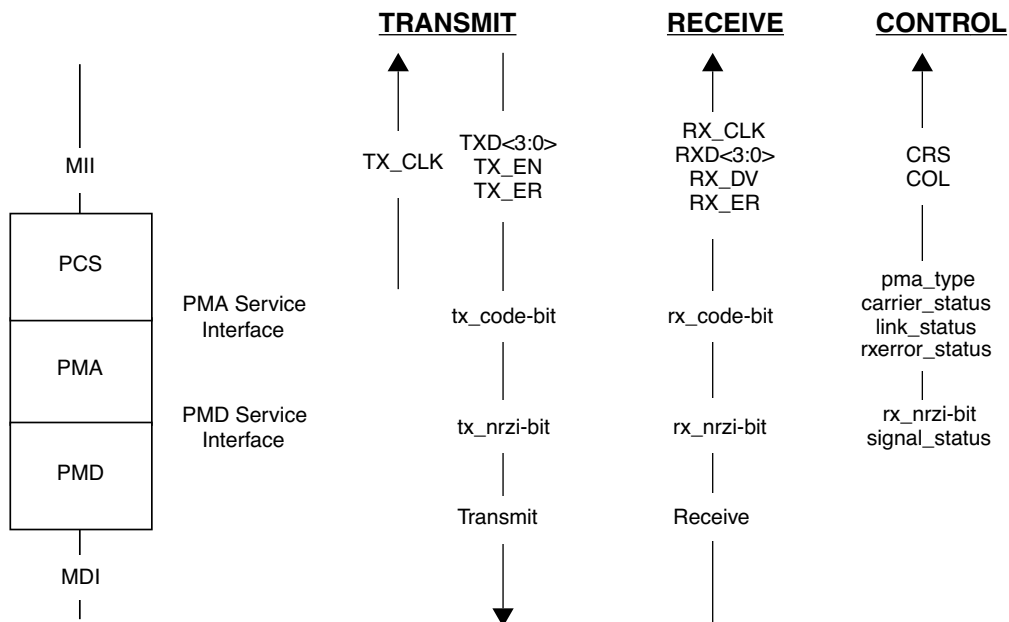 TRANSMIT
RECEIVE
CONTROL
MII
TX_CLK
TXD<3:0>
TX_EN
TX_ER
RX_CLK
RXD<3:0>
RX_DV
RX_ER
CRS
COL
PCS
PMA Service
Interface
tx_code-bit
rx_code-bit
pma_type
carrier_status
link_status
rxerror_status
PMA
PMD Service
Interface
tx_nrzi-bit
rx_nrzi-bit
rx_nrzi-bit
signal_status
PMD
Transmit
Receive
MDI